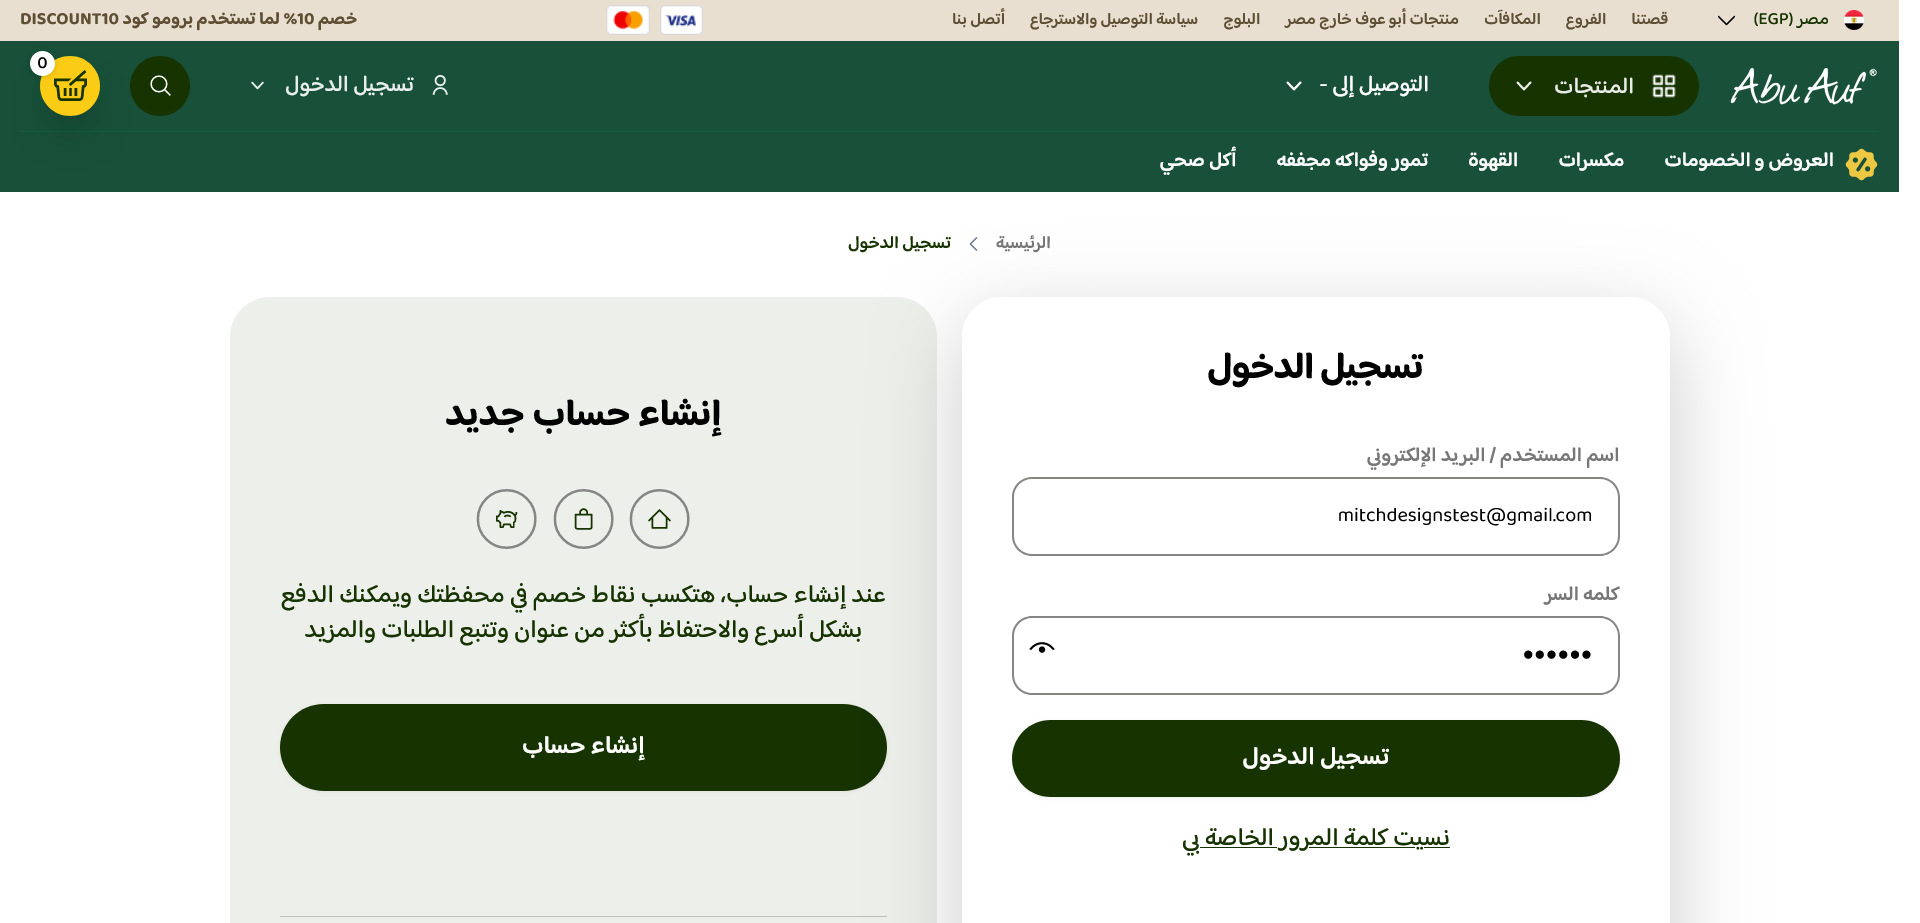 مصر (EGP)
قصتنا
الفروع
المكافآت
منتجات أبو عوف خارج مصر
البلوج
سياسة التوصيل والاسترجاع
أتصل بنا
VISA
خصم 10% لما تستخدم برومو كود DISCOUNT10
Abu Auf®
المنتجات
التوصيل إلى -
تسجيل الدخول
0
العروض و الخصومات
مكسرات
القهوة
تمور وفواكه مجففه
أكل صحي
الرئيسية
تسجيل الدخول
تسجيل الدخول
اسم المستخدم / البريد الإلكتروني
mitchdesignstest@gmail.com
كلمه السر
••••••
تسجيل الدخول
نسيت كلمة المرور الخاصة بي
إنشاء حساب جديد
عند إنشاء حساب، هتكسب نقاط خصم في محفظتك ويمكنك الدفع
بشكل أسرع والاحتفاظ بأكثر من عنوان وتتبع الطلبات والمزيد
إنشاء حساب